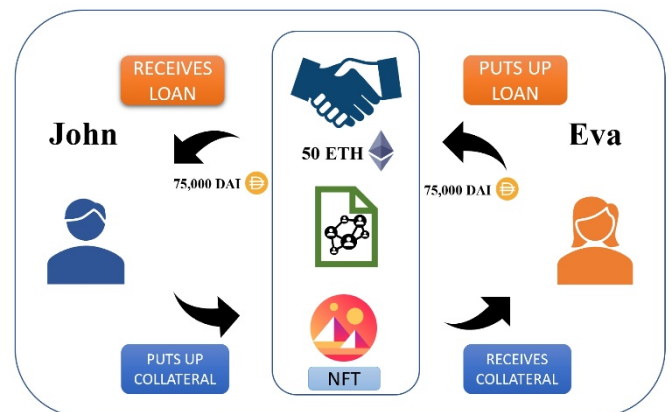 RECEIVES
LOAN
PUTS UP
LOAN
John
Eva
50 ETH
75,000 DAI
75,000 DAI
PUTS UP
COLLATERAL
NFT
RECEIVES
COLLATERAL